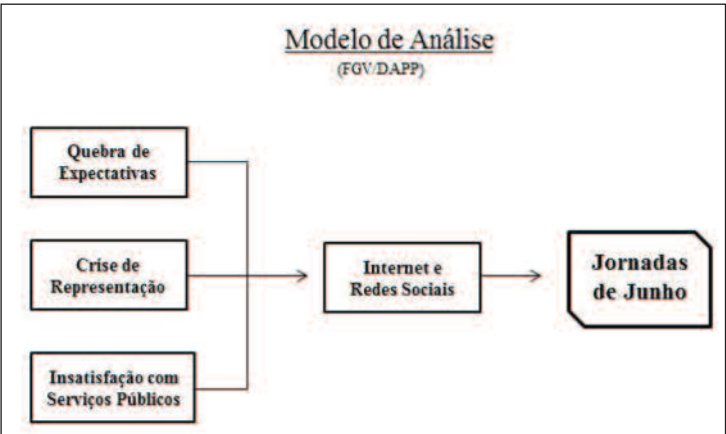 Modelo de Análise
(FGV/DAPP)
Quebra de
Expectativas
Crise de
Representação
Insatisfação com
Serviços Públicos
Internet e
Redes Sociais
Jornadas
de Junho